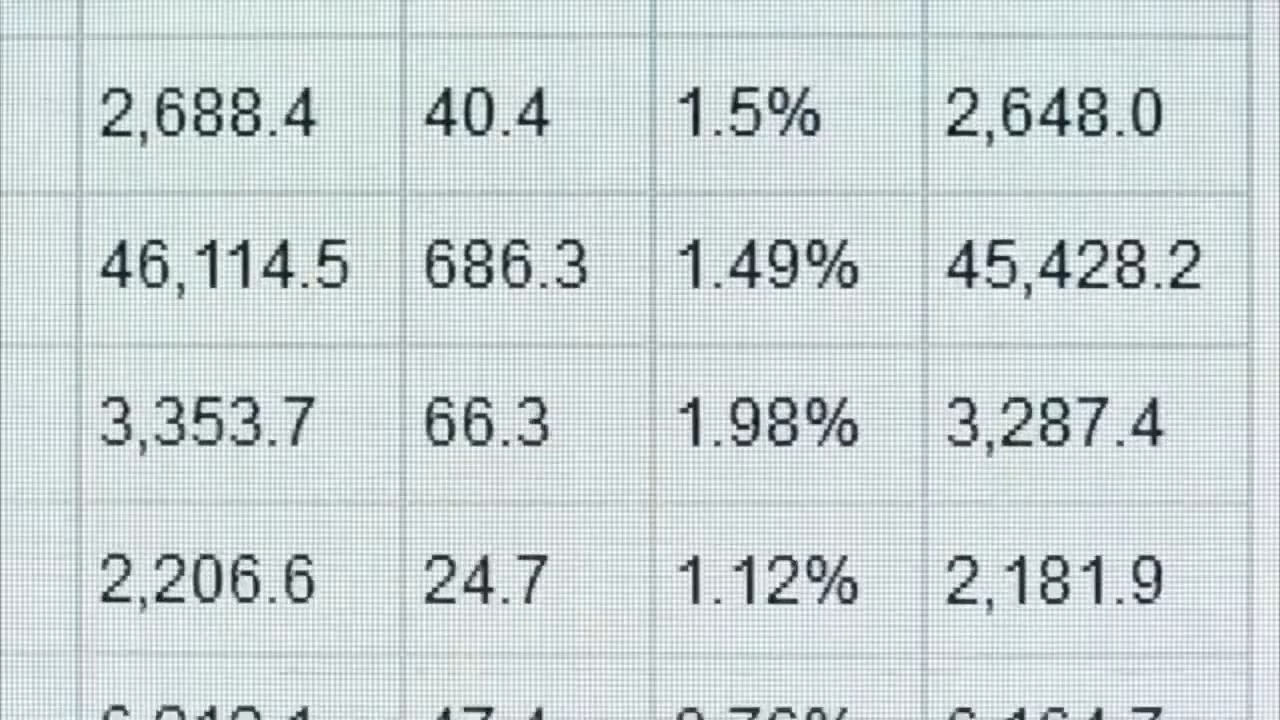 2,688.4 40.4 1.5% 2,648.0
46,114.5 686.3 1.49% 45,428.2
3,353.7 66.3 1.98% 3,287.4
2,206.6 24.7 1.12% 2,181.9